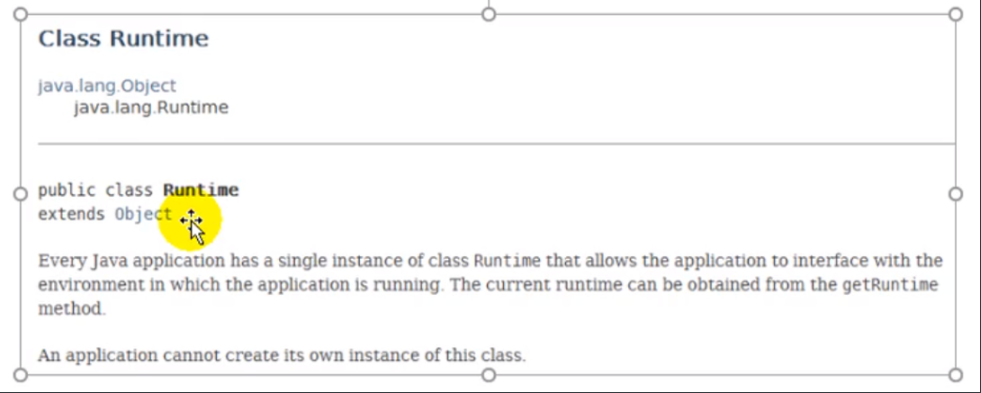 Class Runtime
java.lang.Object
java.lang.Runtime
public class Runtime
extends Object
Every Java application has a single instance of class Runtime that allows the application to interface with the
environment in which the application is running. The current runtime can be obtained from the getRuntime
method.
An application cannot create its own instance of this class.